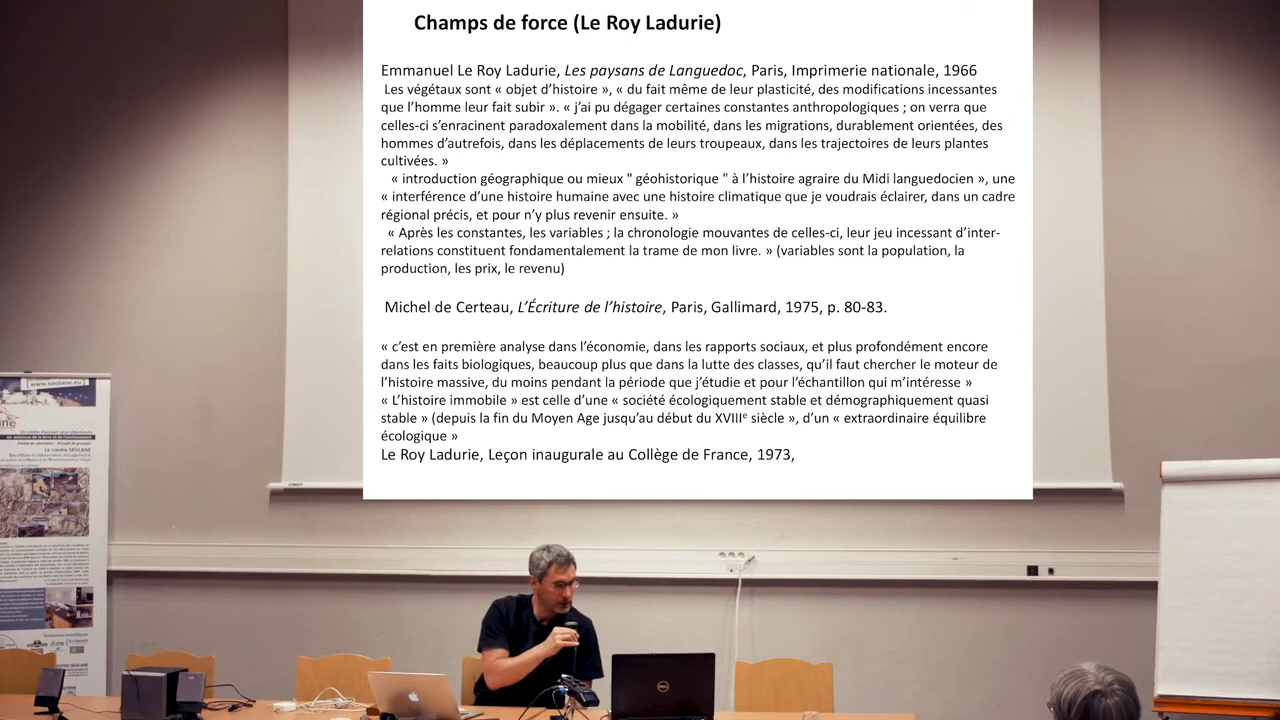 Champs de force (Le Roy Ladurie)
Emmanuel Le Roy Ladurie, Les paysans de Languedoc, Paris, Imprimerie nationale, 1966
Les végétaux sont « objet d’histoire », « du fait même de leur plasticité, des modifications incessantes
que l’homme leur fait subir ». « j’ai pu dégager certaines constantes anthropologiques ; on verra que
celles-ci s’enracinent paradoxalement dans la mobilité, dans les migrations, durablement orientées, des
hommes d’autrefois, dans les déplacements de leurs troupeaux, dans les trajectoires de leurs plantes
cultivées. »
« introduction géographique ou mieux " géohistorique " à l’histoire agraire du Midi languedocien », une
« interférence d’une histoire humaine avec une histoire climatique que je voudrais éclairer, dans un cadre
régional précis, et pour n’y plus revenir ensuite. »
« Après les constantes, les variables ; la chronologie mouvantes de celles-ci, leur jeu incessant d’inter-
relations constituent fondamentalement la trame de mon livre. » (variables sont la population, la
production, les prix, le revenu)
Michel de Certeau, L’Écriture de l’histoire, Paris, Gallimard, 1975, p. 80-83.
« c’est en première analyse dans l’économie, dans les rapports sociaux, et plus profondément encore
dans les faits biologiques, beaucoup plus que dans la lutte des classes, qu’il faut chercher le moteur de
l’histoire massive, du moins pendant la période que j’étudie et pour l’échantillon qui m’intéresse »
« L’histoire immobile » est celle d’une « société écologiquement stable et démographiquement quasi
stable » (depuis la fin du Moyen Age jusqu’au début du XVIIIe siècle », d’un « extraordinaire équilibre
écologique »
Le Roy Ladurie, Leçon inaugurale au Collège de France, 1973,
www.seolane.eu
Le centre SEOLANE
DELL